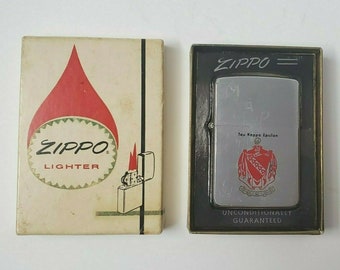 ZIPPO
LIGHTER
ZIPPO
Tau Kappa Epsilon
UNCONDITIONALLY
GUARANTEED